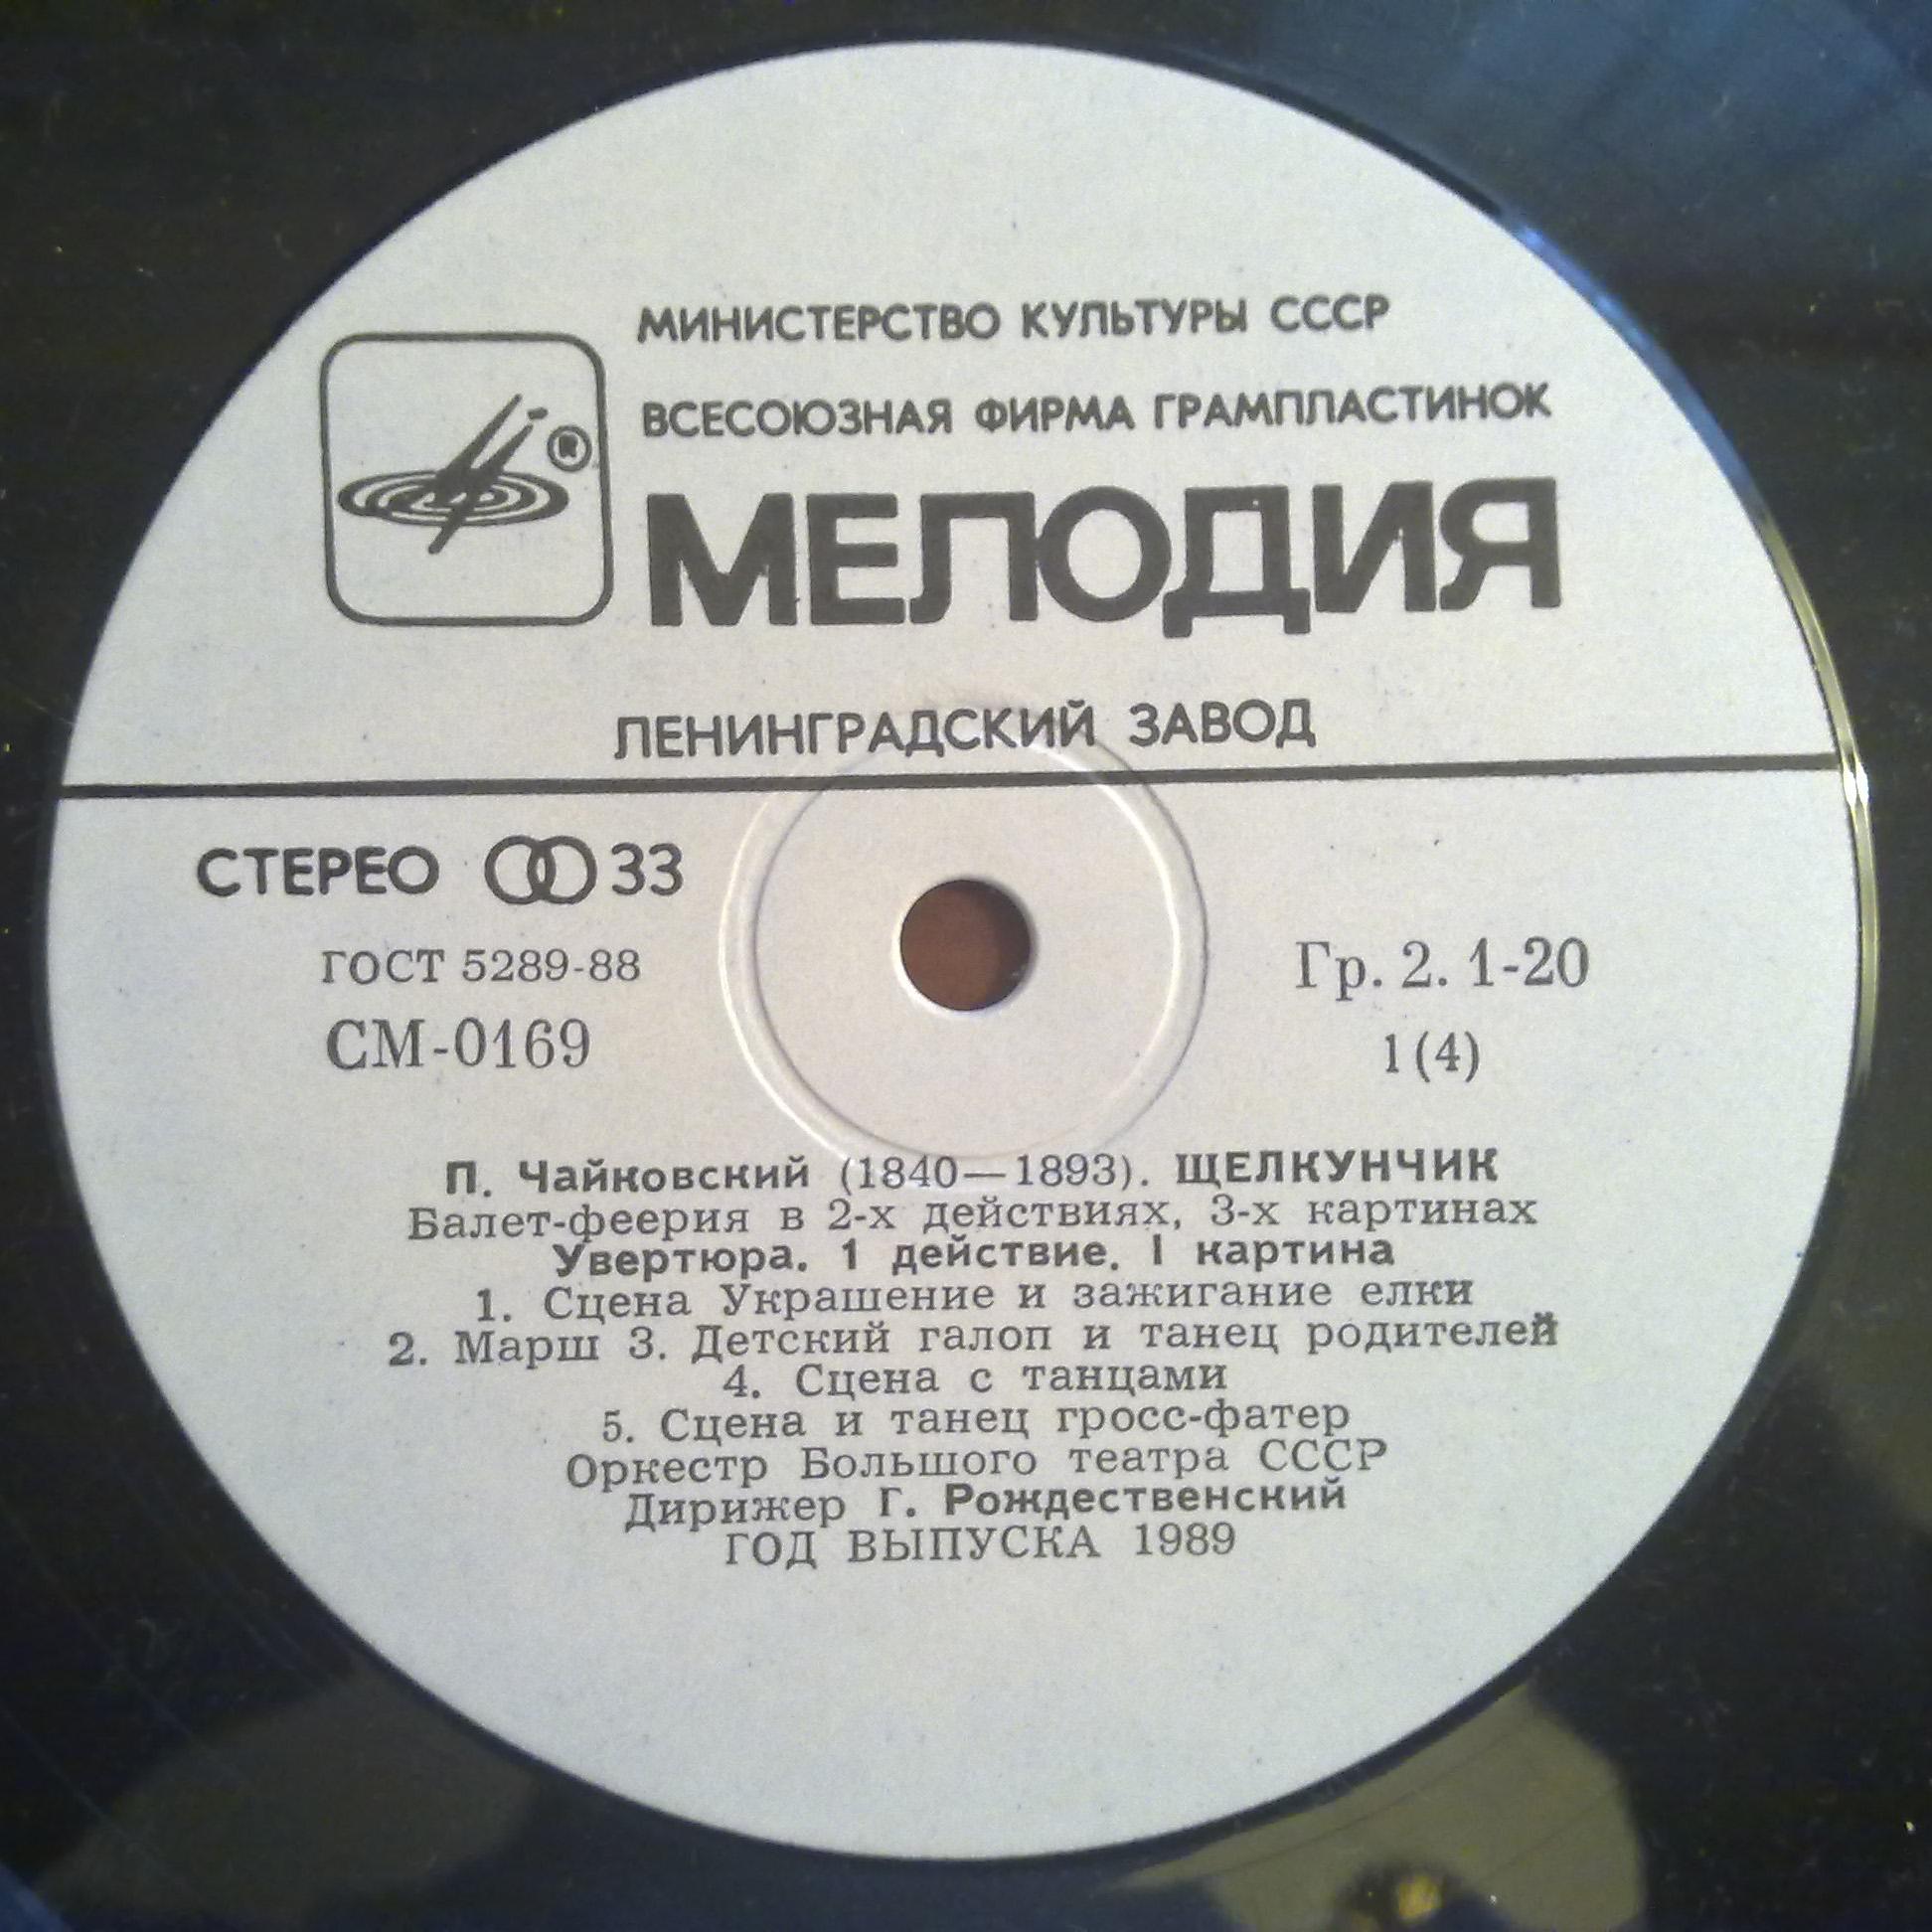 МИНИСТЕРСТВО КУЛЬТУРЫ СССР
ВСЕСОЮЗНАЯ ФИРМА ГРАМПЛАСТИНОК
®
МЕЛОДИЯ
ЛЕНИНГРАДСКИЙ ЗАВОД
СТЕРЕО 33
ГОСТ 5289-88
Гр. 2. 1-20
СМ-0169
1(4)
П. Чайковский (1840—1893). ЩЕЛКУНЧИК
Балет-феерия в 2-х действиях, 3-х картинах
Увертюра. 1 действие. I картина
1. Сцена Украшение и зажигание елки
2. Марш 3. Детский галоп и танец родителей
4. Сцена с танцами
5. Сцена и танец гросс-фатер
Оркестр Большого театра СССР
Дирижер Г. Рождественский
ГОД ВЫПУСКА 1989